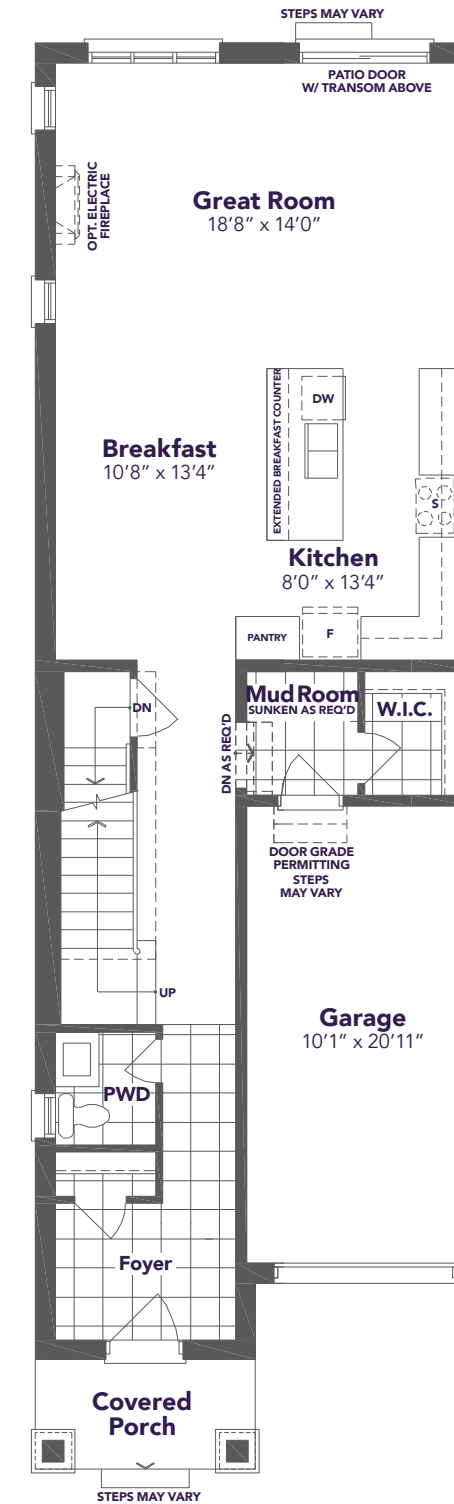 STEPS MAY VARY
PATIO DOOR
W/ TRANSOM ABOVE
OPT. ELECTRIC
FIREPLACE
Great Room
18'8" x 14'0"
EXTENDED BREAKFAST COUNTER
DW
Breakfast
10'8" x 13'4"
S
Kitchen
8'0" x 13'4"
PANTRY
F
DN
Mud Room
SUNKEN AS REQ'D
W.I.C.
DN AS REQ'D
DOOR GRADE
PERMITTING
STEPS
MAY VARY
UP
Garage
10'1" x 20'11"
PWD
Foyer
Covered
Porch
STEPS MAY VARY